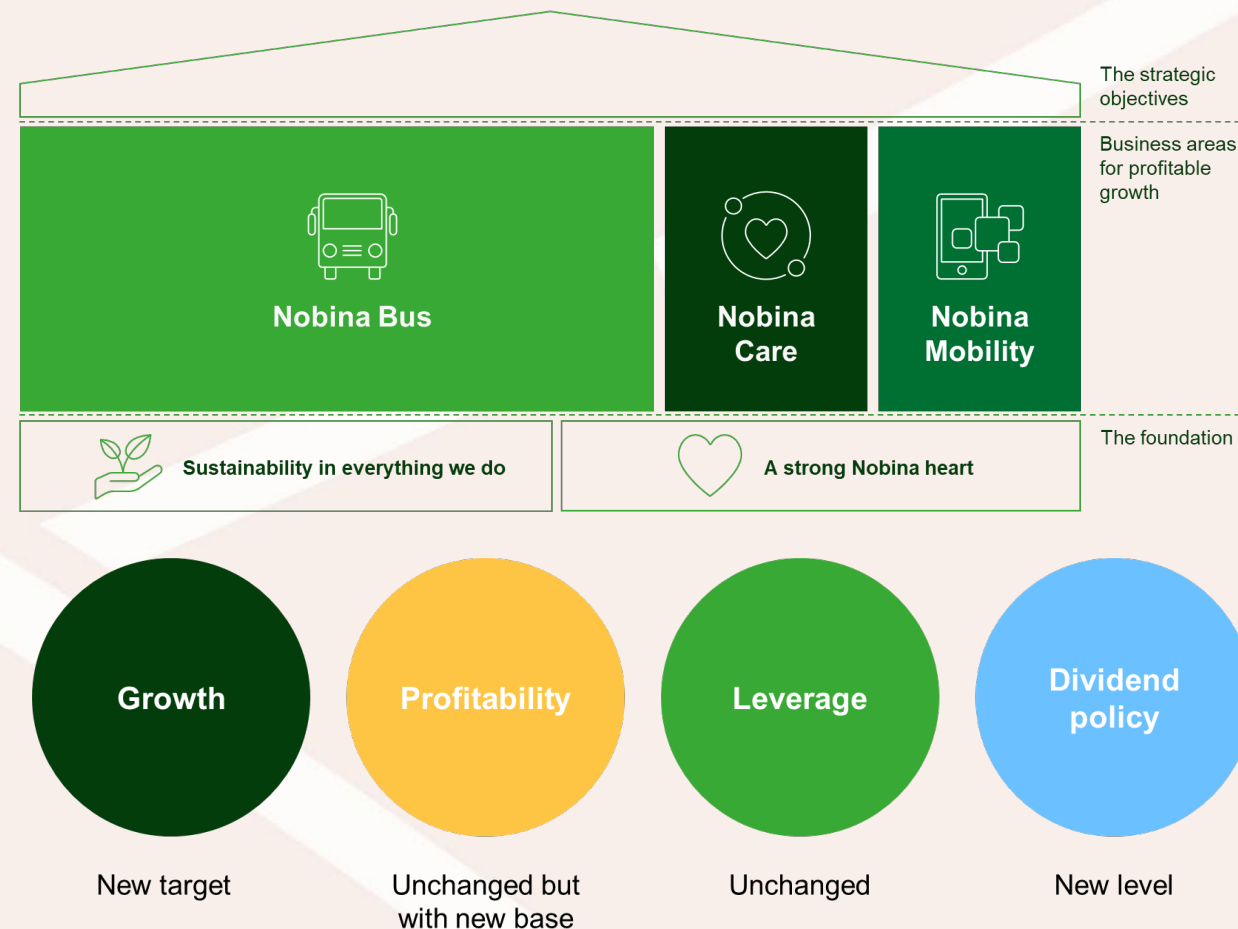 The strategic
objectives
Business areas
for profitable
growth
Nobina Bus
Nobina
Care
Nobina
Mobility
The foundation
Sustainability in everything we do
A strong Nobina heart
Growth
Profitability
Leverage
Dividend
policy
New target
Unchanged but
with new base
Unchanged
New level